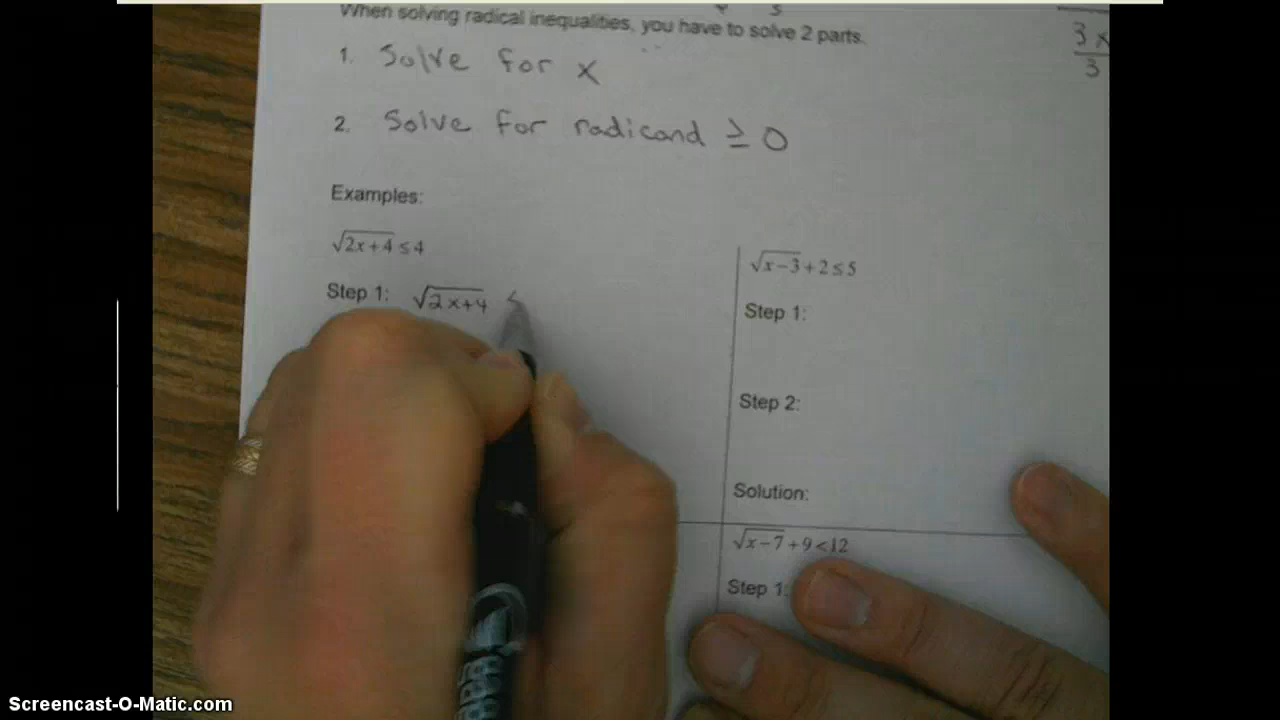 When solving radical inequalities, you have to solve 2 parts.
3x
3
1. Solve for x
2. Solve for radicand ≥ 0
Examples:
√2x+4 ≤ 4
Step 1: √2x+4
√x−3 + 2 ≤ 5
Step 1:
Step 2:
Solution:
√x−7 + 9 < 12
Step 1:
Screencast-O-Matic.com